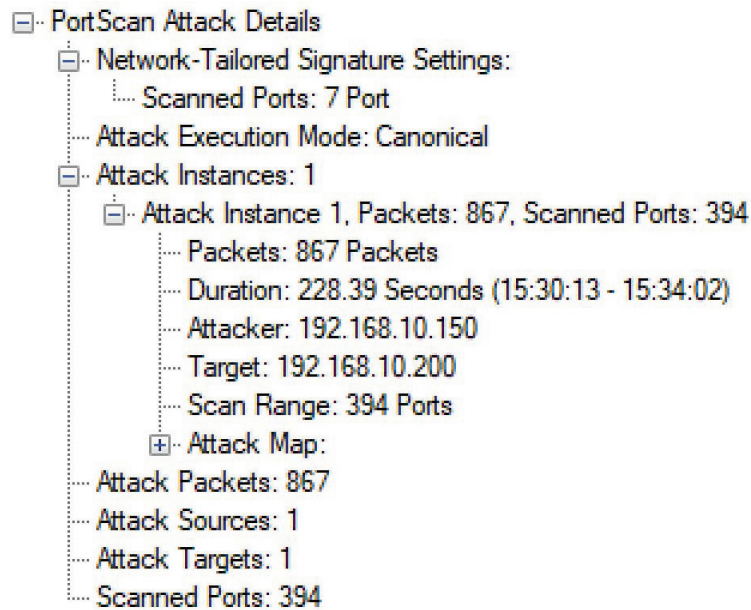 PortScan Attack Details
Network-Tailored Signature Settings:
Scanned Ports: 7 Port
Attack Execution Mode: Canonical
Attack Instances: 1
Attack Instance 1, Packets: 867, Scanned Ports: 394
Packets: 867 Packets
Duration: 228.39 Seconds (15:30:13 - 15:34:02)
Attacker: 192.168.10.150
Target: 192.168.10.200
Scan Range: 394 Ports
Attack Map:
Attack Packets: 867
Attack Sources: 1
Attack Targets: 1
Scanned Ports: 394